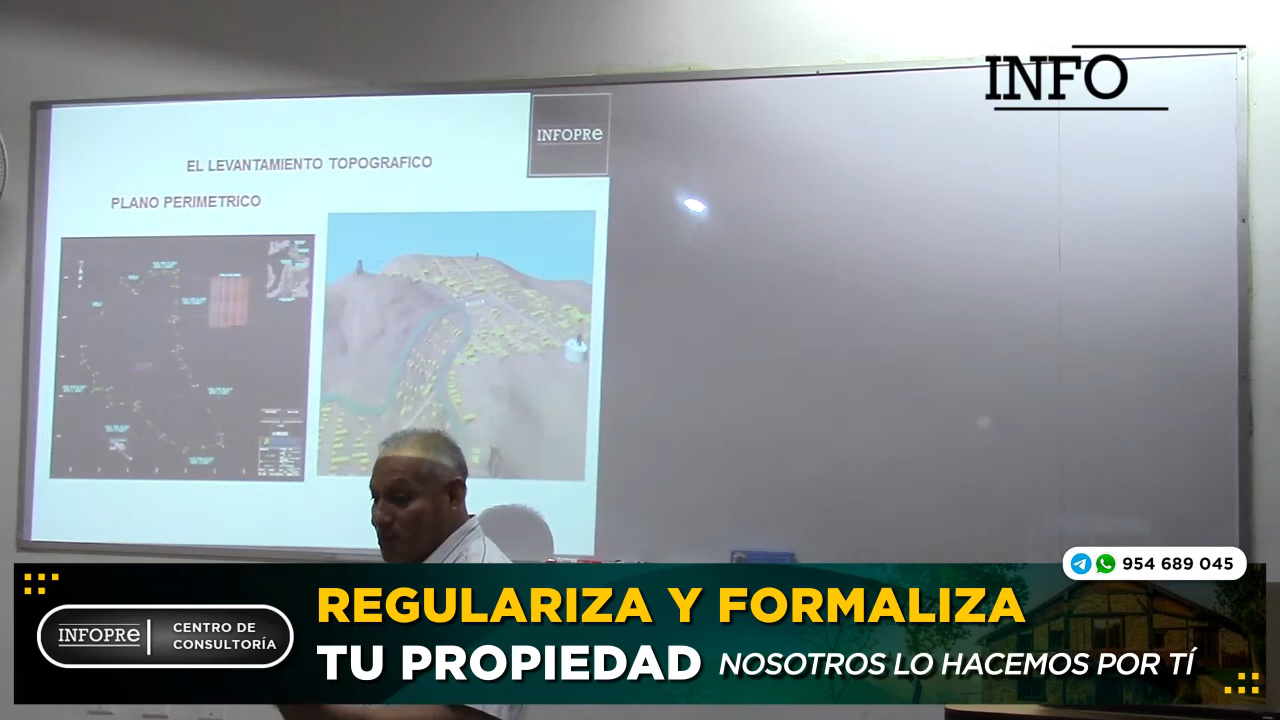 INFO
INFOPRe
EL LEVANTAMIENTO TOPOGRAFICO
PLANO PERIMETRICO
954 689 045
REGULARIZA Y FORMALIZA
INFOPRe
CENTRO DE
CONSULTORÍA
TU PROPIEDAD NOSOTROS LO HACEMOS POR TÍ